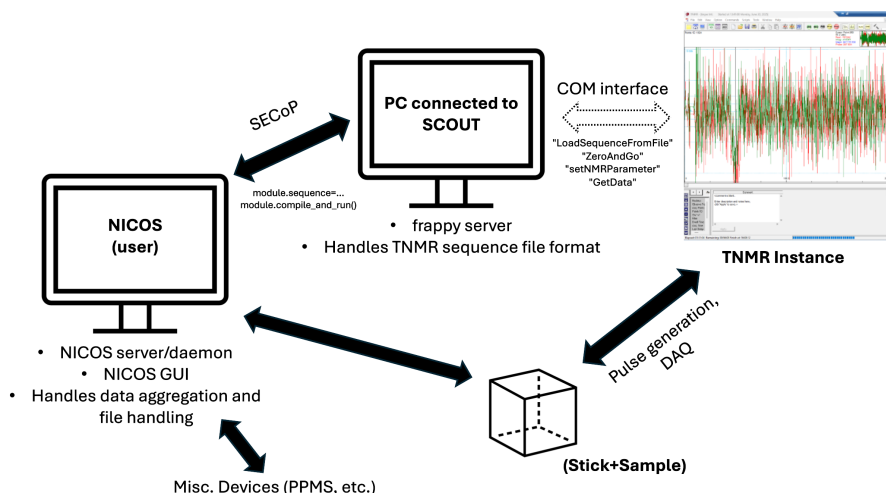 SECoP
PC connected to
SCOUT
COM interface
"LoadSequenceFromFile"
"ZeroAndGo"
"setNMRParameter"
"GetData"
module.sequence=...
module.compile_and_run()
• frappy server
• Handles TNMR sequence file format
TNMR Instance
NICOS
(user)
• NICOS server/daemon
• NICOS GUI
• Handles data aggregation and
file handling
Pulse generation,
DAQ
(Stick+Sample)
Misc. Devices (PPMS, etc.)